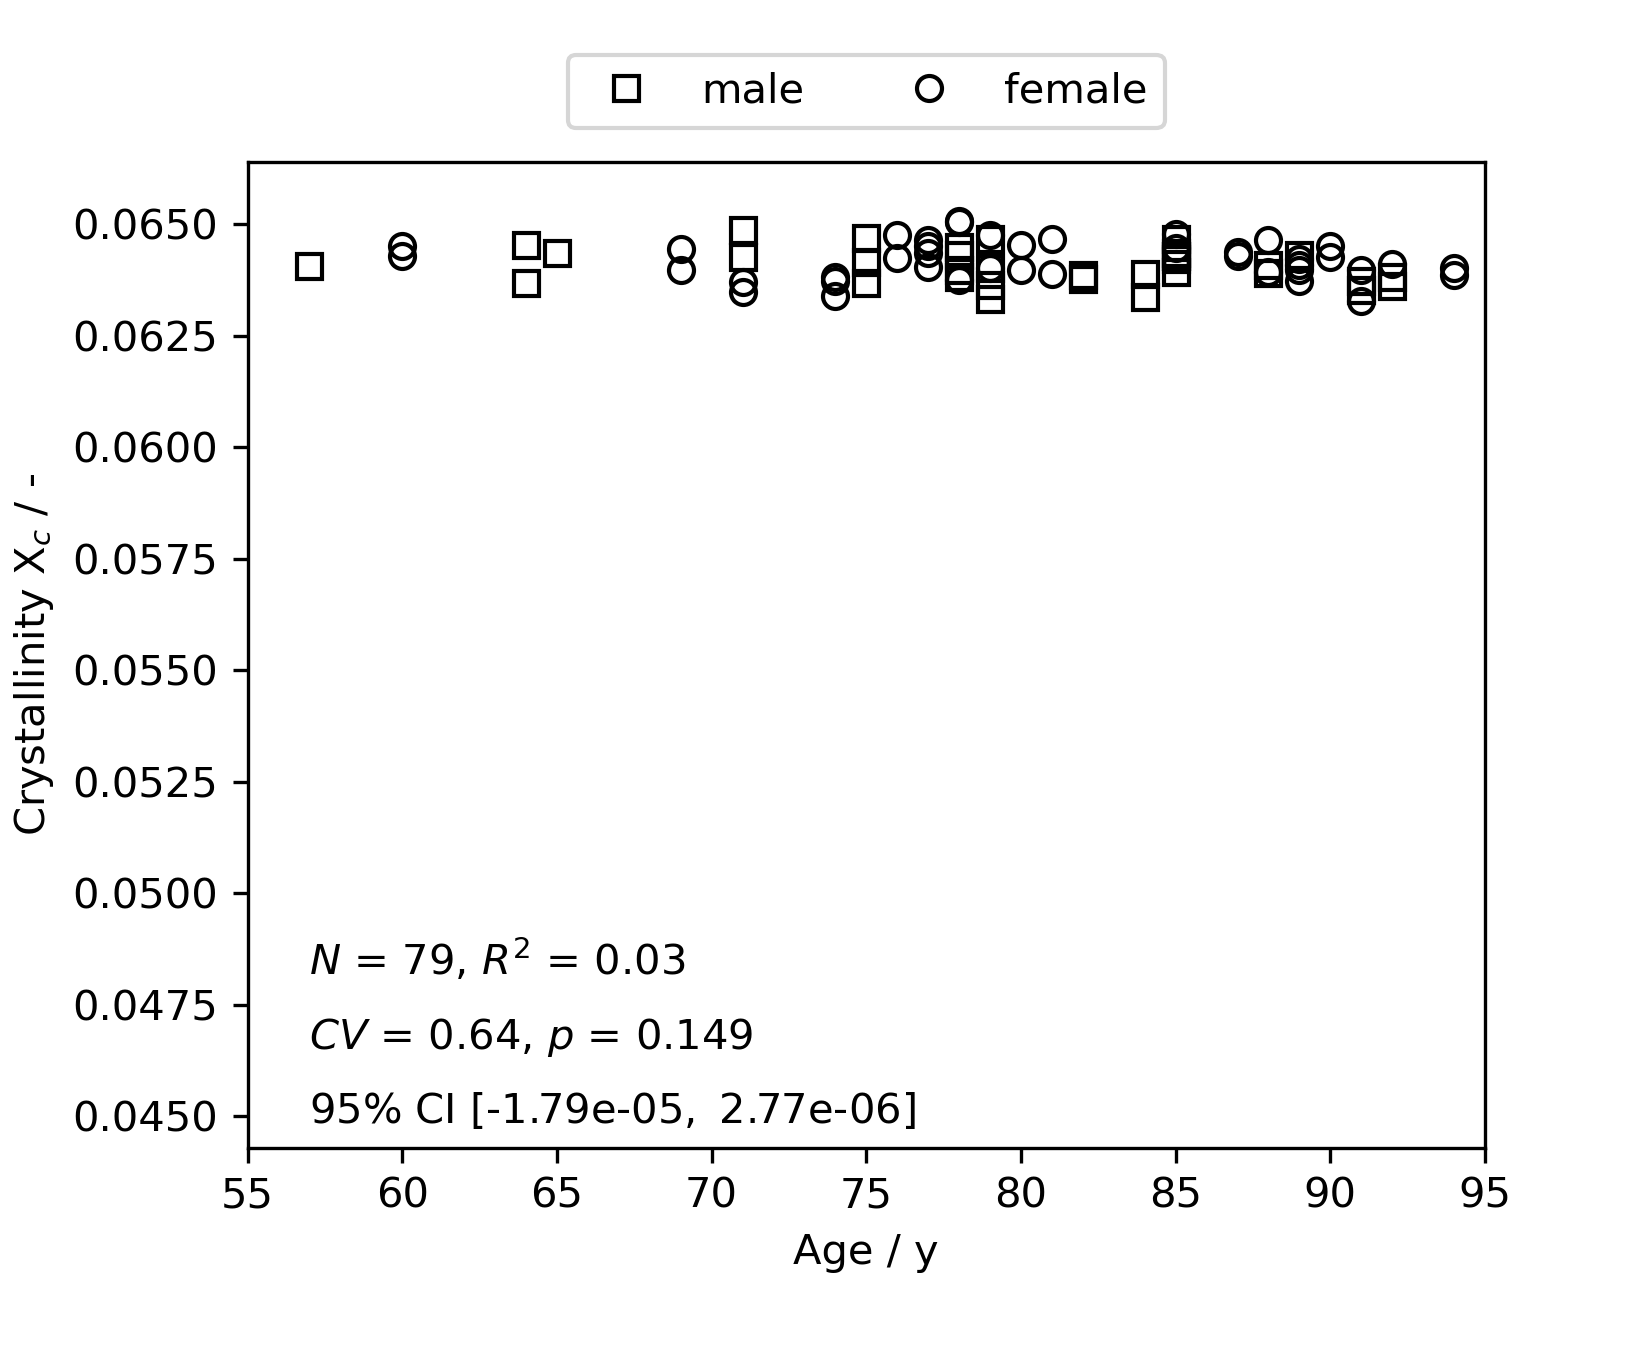 male female
0.0650
0.0625
0.0600
0.0575
0.0550
0.0525
0.0500
0.0475
0.0450
Crystallinity X_c / -
N = 79, R² = 0.03
CV = 0.64, p = 0.149
95% CI [-1.79e-05, 2.77e-06]
55 60 65 70 75 80 85 90 95
Age / y